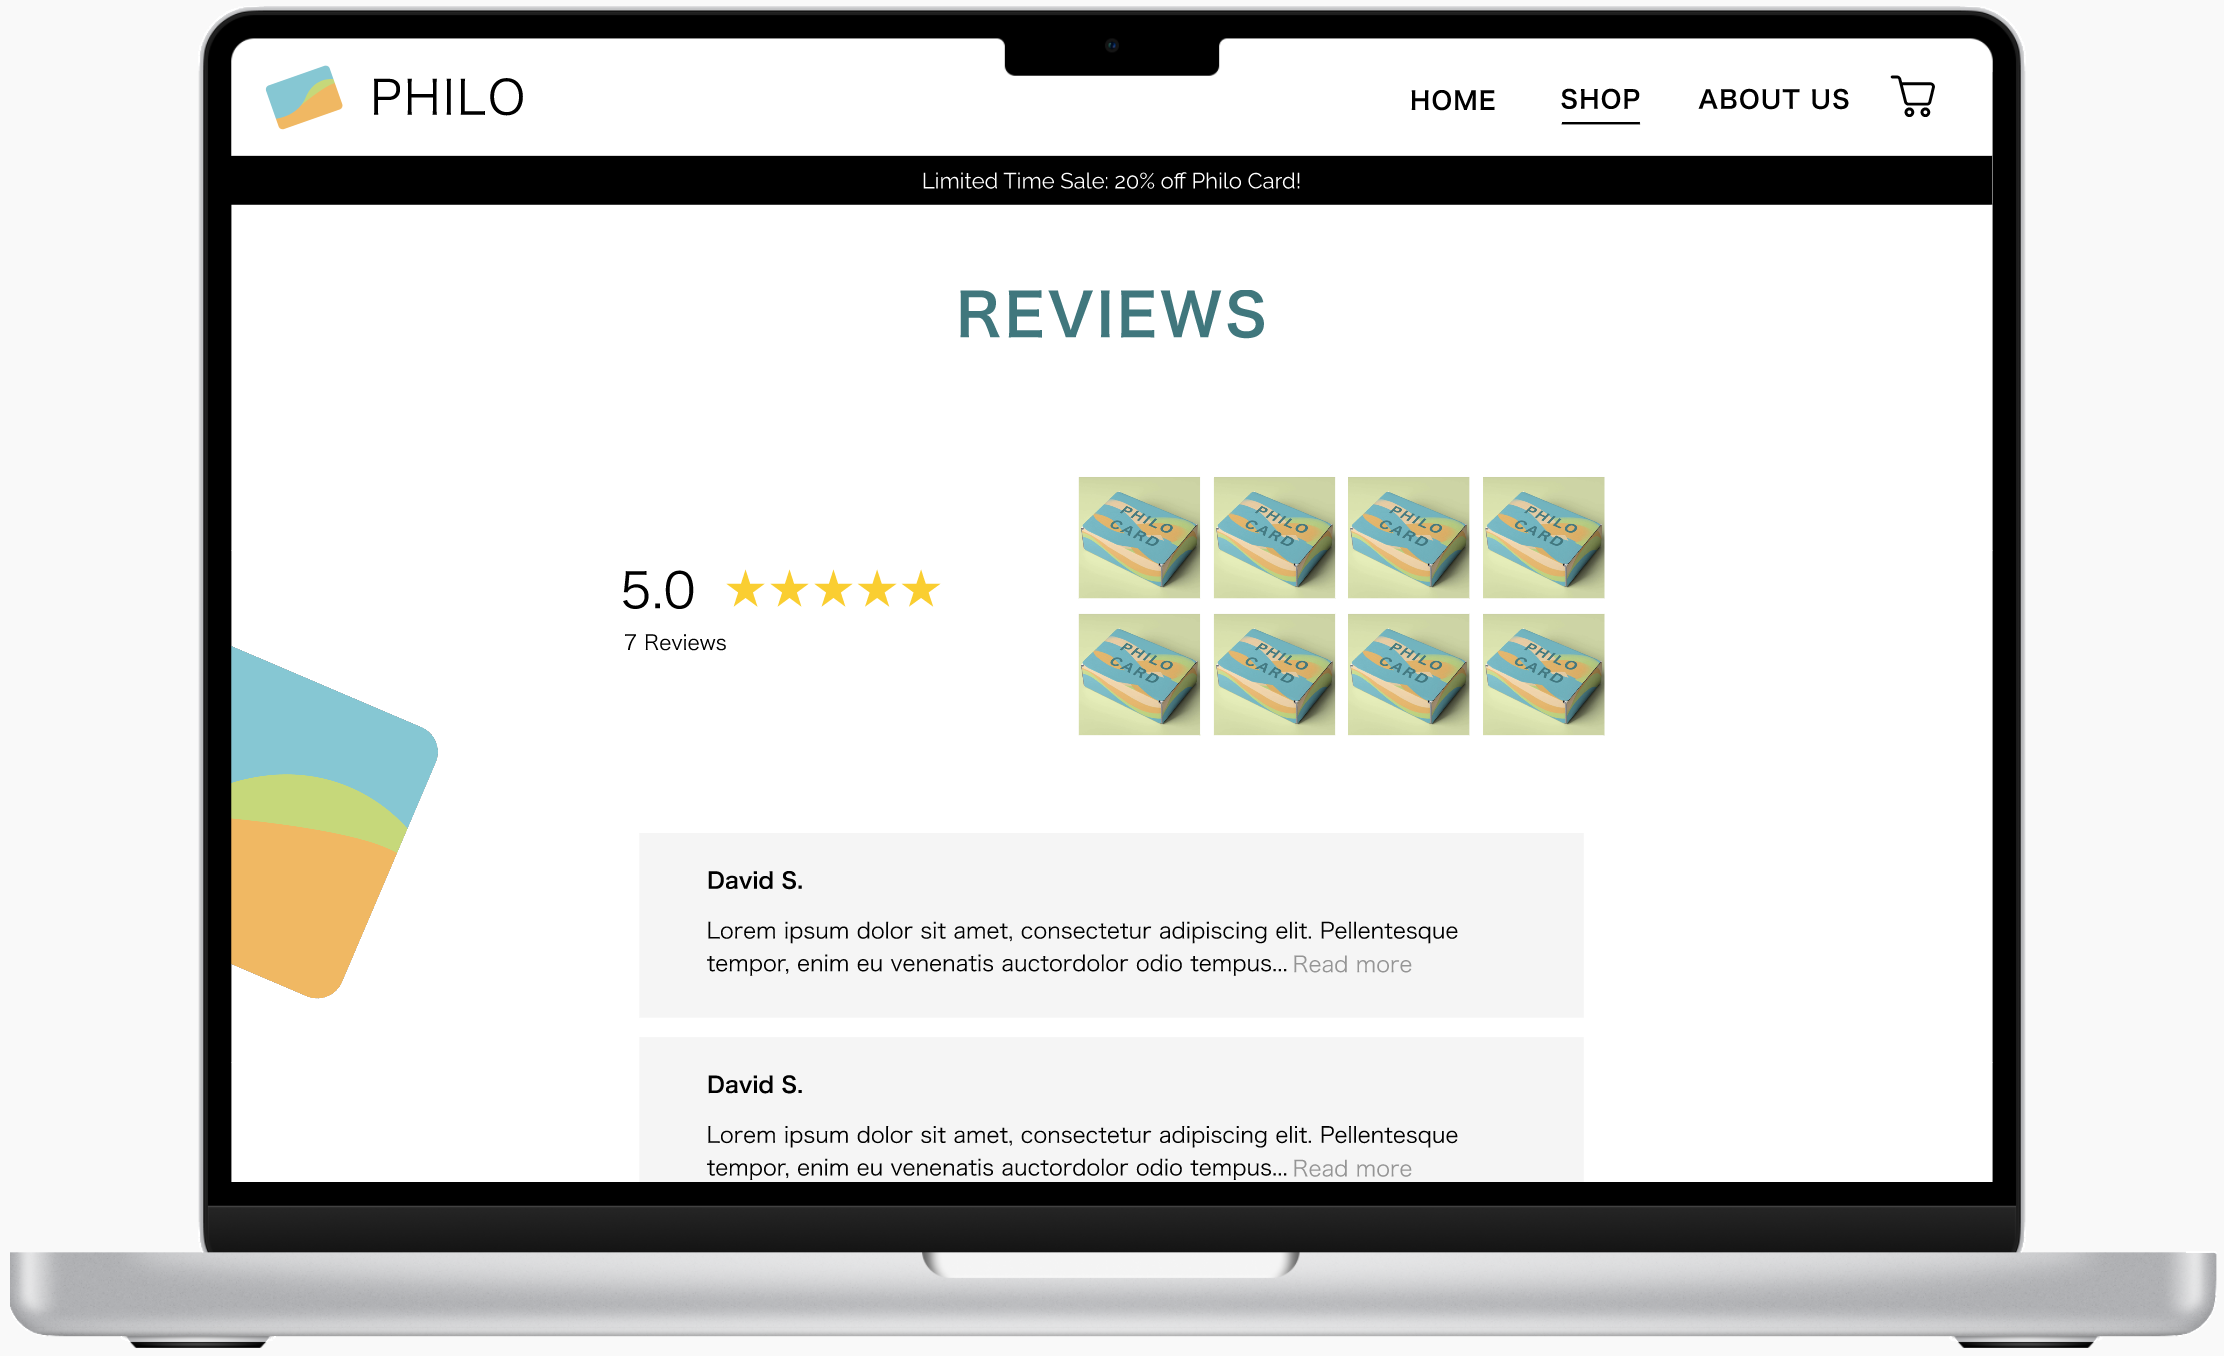 PHILO
HOME SHOP ABOUT US
Limited Time Sale: 20% off Philo Card!
REVIEWS
PHILO CARD PHILO CARD PHILO CARD PHILO CARD
5.0
7 Reviews
PHILO CARD PHILO CARD PHILO CARD PHILO CARD
David S.
Lorem ipsum dolor sit amet, consectetur adipiscing elit. Pellentesque
tempor, enim eu venenatis auctordolor odio tempus... Read more
David S.
Lorem ipsum dolor sit amet, consectetur adipiscing elit. Pellentesque
tempor, enim eu venenatis auctordolor odio tempus... Read more